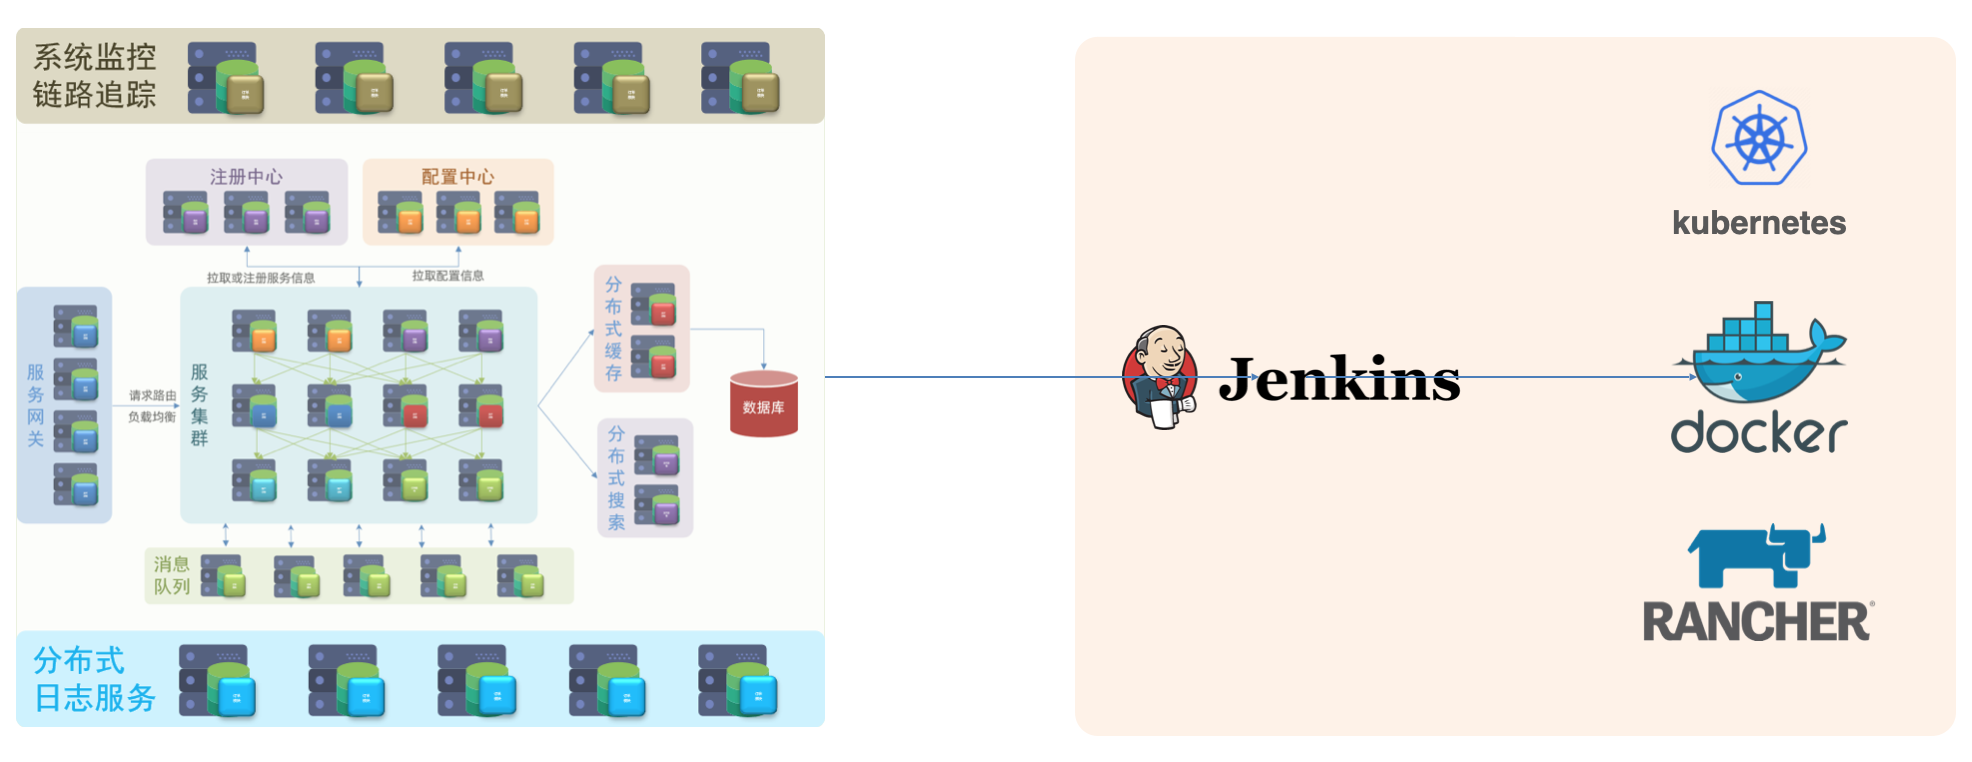 系统监控
链路追踪
注册中心
配置中心
拉取或注册服务信息
拉取配置信息
服务网关
请求路由
负载均衡
服务集群
分布式缓存
数据库
分布式搜索
消息
队列
分布式
日志服务
Jenkins
kubernetes
docker
RANCHER®